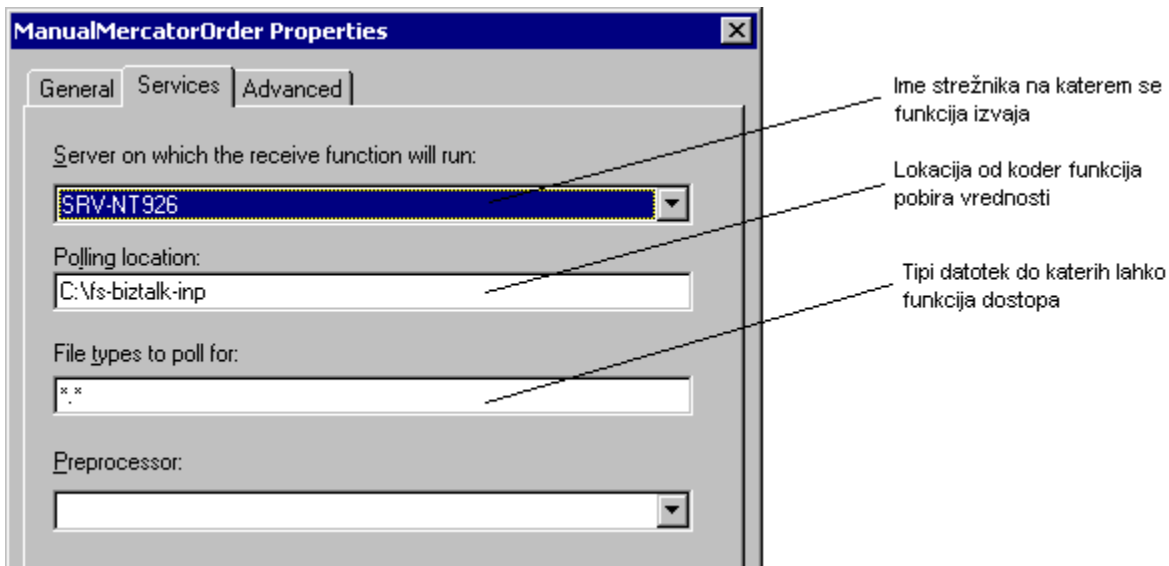 ManualMercatorOrder Properties
General Services Advanced
Server on which the receive function will run:
SRV-NT926
Polling location:
C:\fs-biztalk-inp
File types to poll for:
*.*
Preprocessor:
Ime strežnika na katerem se
funkcija izvaja
Lokacija od koder funkcija
pobira vrednosti
Tipi datotek do katerih lahko
funkcija dostopa